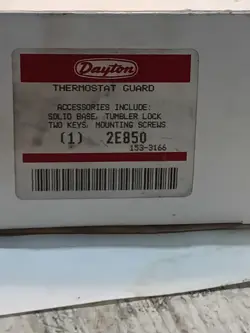 Dayton
THERMOSTAT GUARD
ACCESSORIES INCLUDE:
SOLID BASE, TUMBLER LOCK
TWO KEYS, MOUNTING SCREWS
(1) 2E850
153-3166